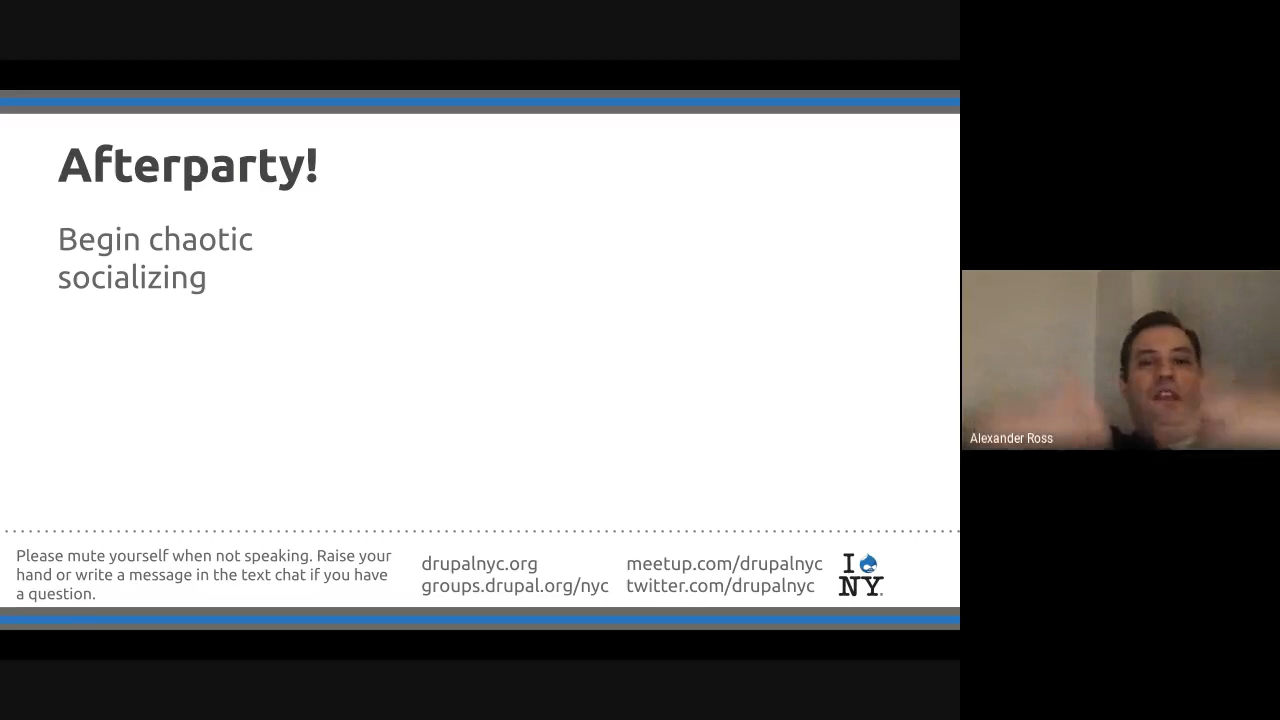 Afterparty!
Begin chaotic
socializing
Please mute yourself when not speaking. Raise your
hand or write a message in the text chat if you have
a question.
drupalnyc.org
groups.drupal.org/nyc
meetup.com/drupalnyc
twitter.com/drupalnyc
I
NY
Alexander Ross